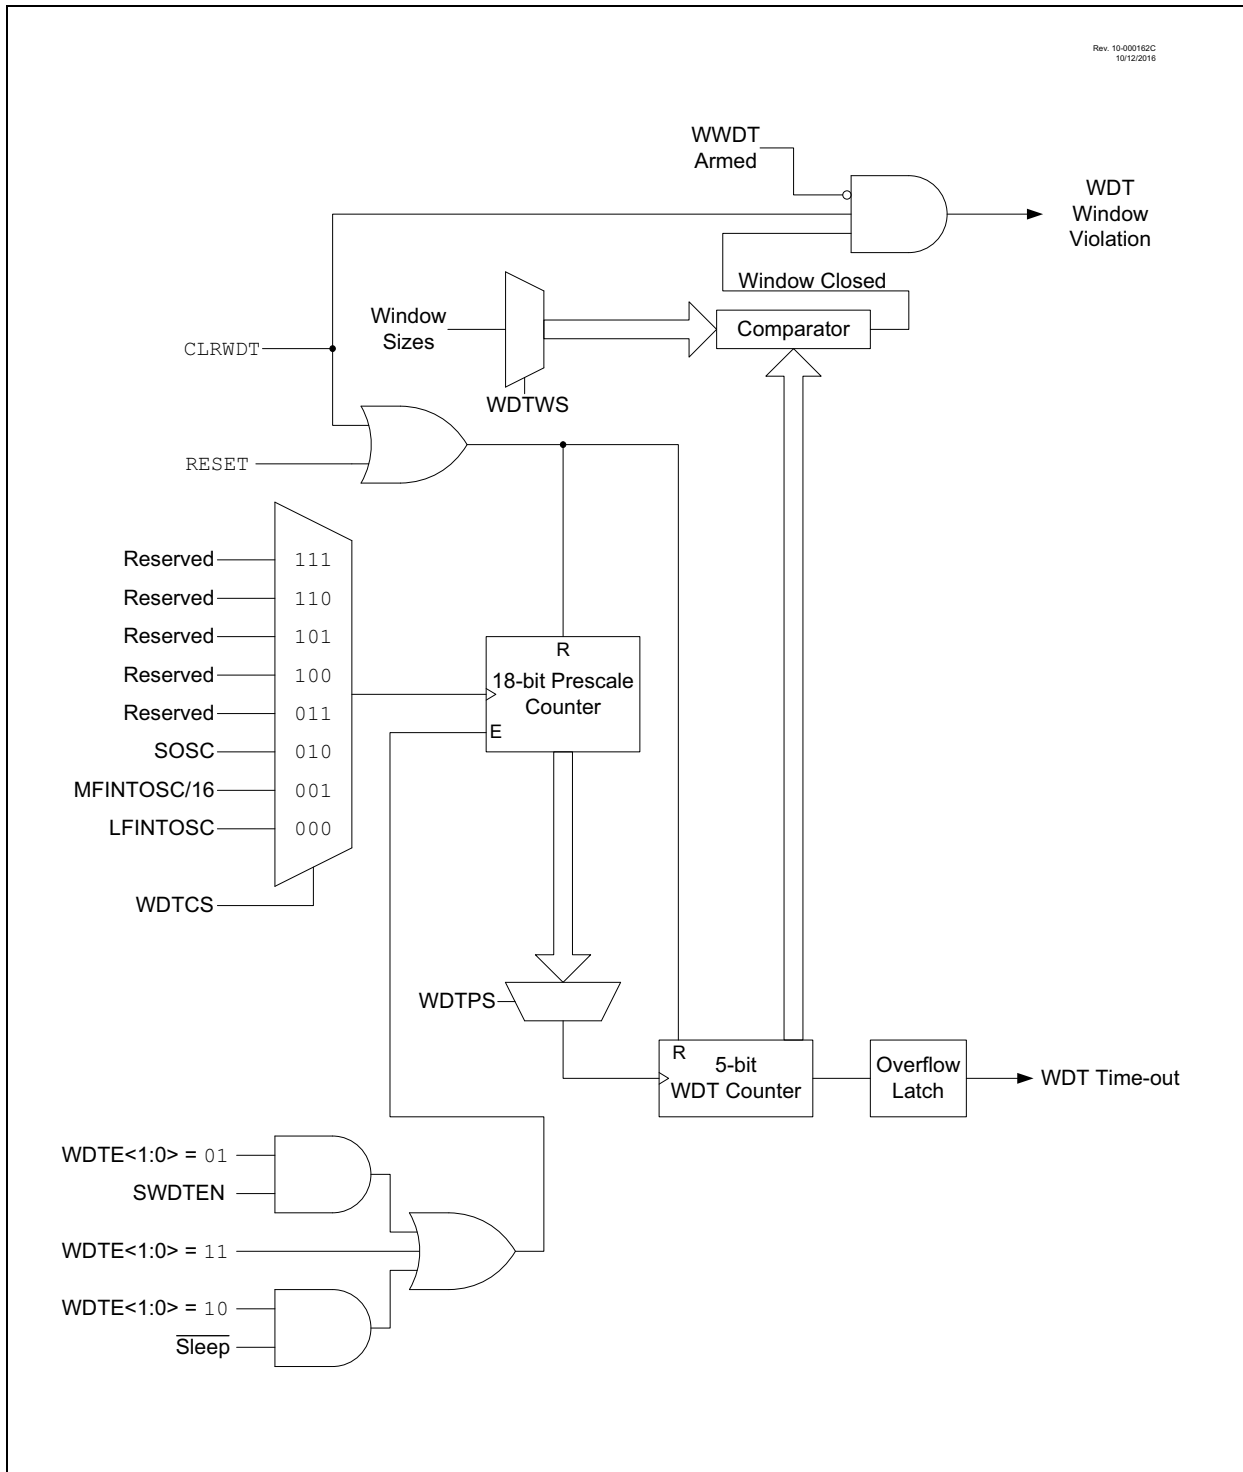 Rev. 10-000162C
10/12/2016
WWDT
Armed
WDT
Window
Violation
Window Closed
Window
Sizes
Comparator
CLRWDT
WDTWS
RESET
Reserved 111
Reserved 110
Reserved 101
Reserved 100
Reserved 011
SOSC 010
MFINTOSC/16 001
LFINTOSC 000
WDTCS
R
18-bit Prescale
Counter
E
WDTPS
R
5-bit
WDT Counter
Overflow
Latch
WDT Time-out
WDTE<1:0> = 01
SWDTEN
WDTE<1:0> = 11
WDTE<1:0> = 10
Sleep